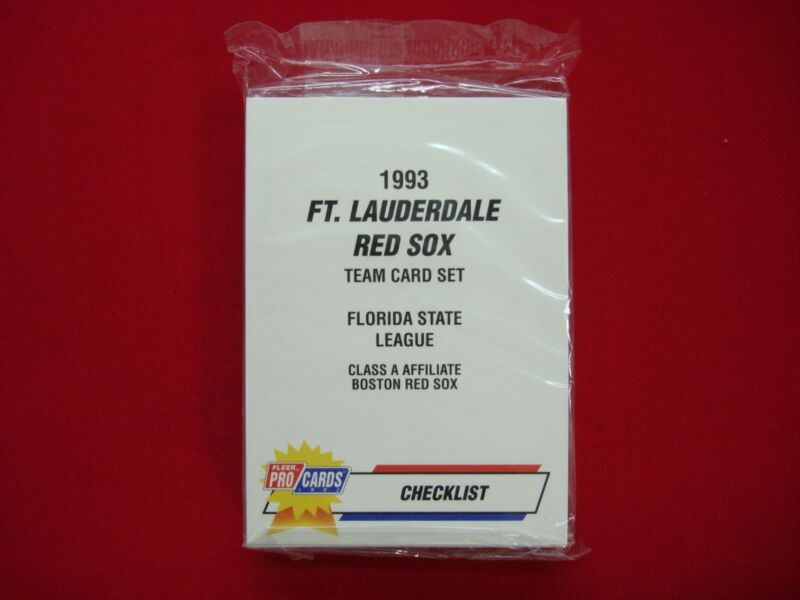 1993
FT. LAUDERDALE
RED SOX
TEAM CARD SET
FLORIDA STATE
LEAGUE
CLASS A AFFILIATE
BOSTON RED SOX
FLEER
PRO CARDS
1993
CHECKLIST